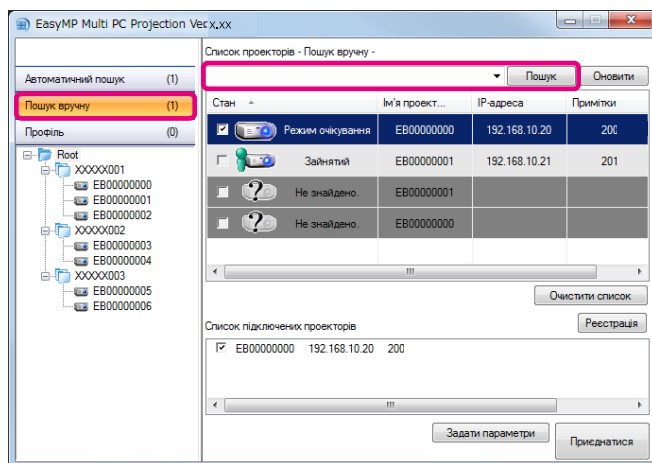 EasyMP Multi PC Projection Ver.x.xx
Список проекторів - Пошук вручну -
Автоматичний пошук (1)
Пошук вручну (1)
Профіль (0)
Root
XXXXX001
EB00000000
EB00000001
EB00000002
XXXXX002
EB00000003
EB00000004
XXXXX003
EB00000005
EB00000006
Пошук Оновити
Стан Ім'я проект... IP-адреса Примітки
Режим очікування EB00000000 192.168.10.20 200
Зайнятий EB00000001 192.168.10.21 201
Не знайдено. EB00000001
Не знайдено. EB00000000
Очистити список
Список підключених проекторів Реєстрація
EB00000000 192.168.10.20 200
Задати параметри Приєднатися